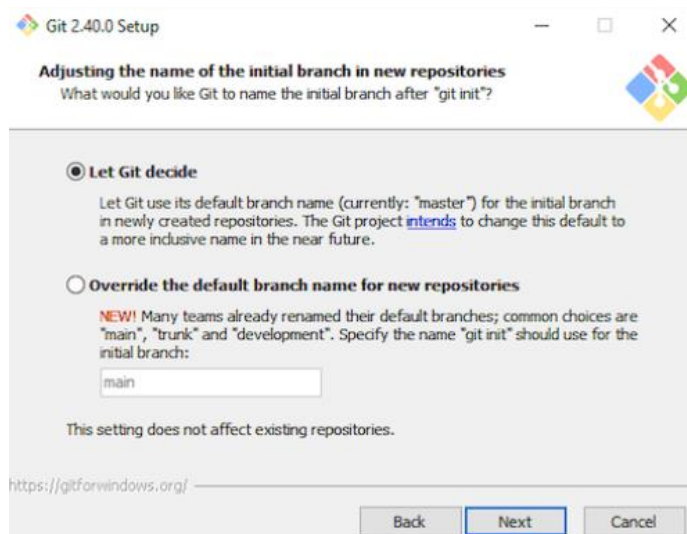 Git 2.40.0 Setup
Adjusting the name of the initial branch in new repositories
What would you like Git to name the initial branch after "git init"?
Let Git decide
Let Git use its default branch name (currently: "master") for the initial branch
in newly created repositories. The Git project intends to change this default to
a more inclusive name in the near future.
Override the default branch name for new repositories
NEW! Many teams already renamed their default branches; common choices are
"main", "trunk" and "development". Specify the name "git init" should use for the
initial branch:
main
This setting does not affect existing repositories.
https://gitforwindows.org/
Back Next Cancel